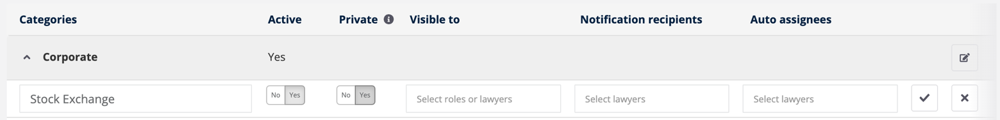 Categories Active Private Visible to Notification recipients Auto assignees
Corporate Yes
Stock Exchange No Yes No Yes Select roles or lawyers Select lawyers Select lawyers